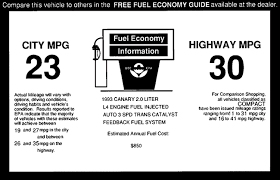 Compare this vehicle to others in the FREE FUEL ECONOMY GUIDE available at the dealer.
CITY MPG
23
Fuel Economy
Information
HIGHWAY MPG
30
Actual Mileage will vary with
options, driving conditions,
driving habits and vehicle's
condition. Results reported to
EPA indicate that the majority
of vehicles with these estimates
will achieve between
19 and 27 mpg in the city
and between
26 and 35 mpg on the
highway.
1993 CANARY 2.0 LITER
L4 ENGINE FUEL INJECTED
AUTO 3 SPD TRANS CATALYST
FEEDBACK FUEL SYSTEM
Estimated Annual Fuel Cost:
$850
For Comparison Shopping,
all vehicles classified as
COMPACT
have been issued mileage ratings
ranging from 1 to 31 mpg city
and 16 to 41 mpg highway.